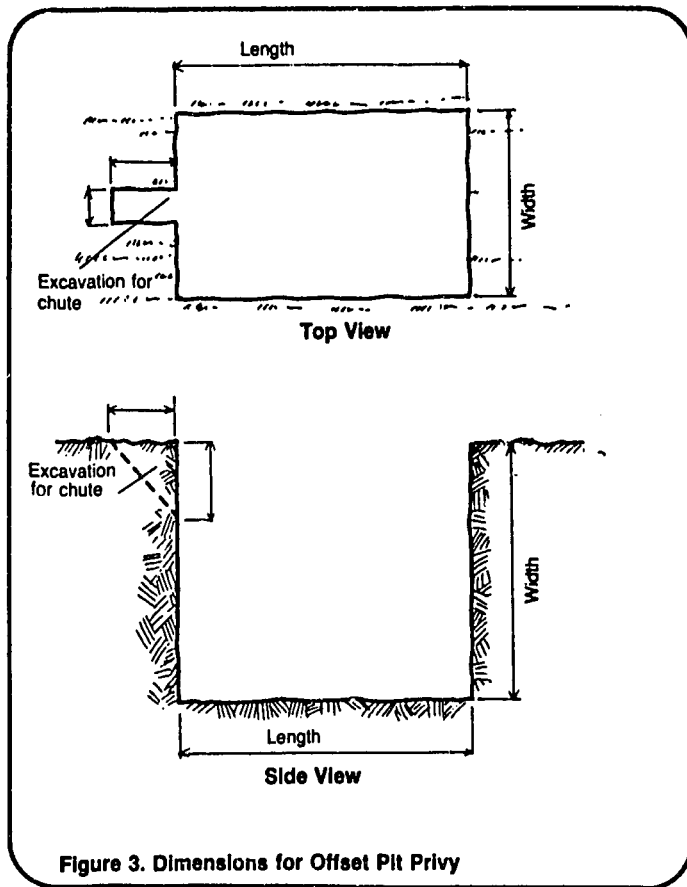 Length
Width
Excavation for
chute
Top View
Excavation
for chute
Width
Length
Side View
Figure 3. Dimensions for Offset Pit Privy